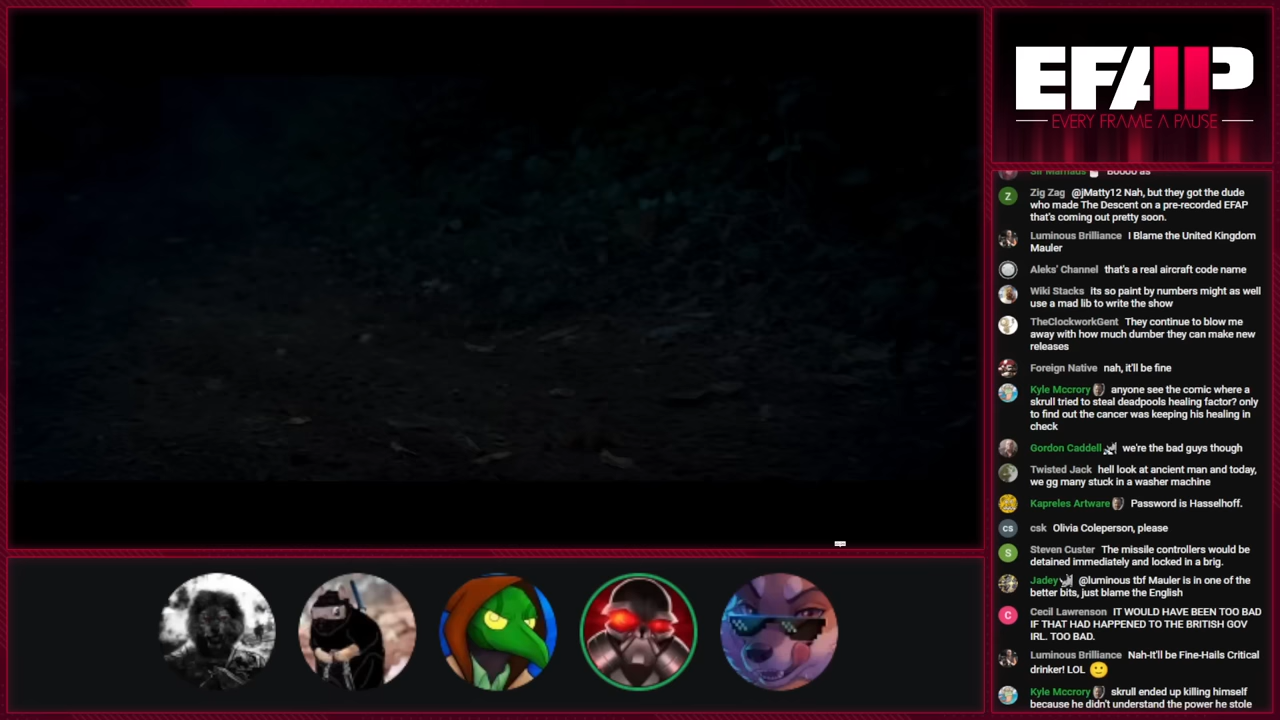 EFAP
EVERY FRAME A PAUSE
Sir Marmaus Boooo as
Zig Zag @jMatty12 Nah, but they got the dude
who made The Descent on a pre-recorded EFAP
that's coming out pretty soon.
Luminous Brilliance I Blame the United Kingdom
Mauler
Aleks' Channel that's a real aircraft code name
Wiki Stacks its so paint by numbers might as well
use a mad lib to write the show
TheClockworkGent They continue to blow me
away with how much dumber they can make new
releases
Foreign Native nah, it'll be fine
Kyle Mccrory anyone see the comic where a
skrull tried to steal deadpools healing factor? only
to find out the cancer was keeping his healing in
check
Gordon Caddell we're the bad guys though
Twisted Jack hell look at ancient man and today,
we gg many stuck in a washer machine
Kapreles Artware Password is Hasselhoff.
csk Olivia Coleperson, please
Steven Custer The missile controllers would be
detained immediately and locked in a brig.
Jadey @luminous tbf Mauler is in one of the
better bits, just blame the English
Cecil Lawrenson IT WOULD HAVE BEEN TOO BAD
IF THAT HAD HAPPENED TO THE BRITISH GOV
IRL. TOO BAD.
Luminous Brilliance Nah-It'll be Fine-Hails Critical
drinker! LOL
Kyle Mccrory skrull ended up killing himself
because he didn't understand the power he stole
Z
cs
S
C